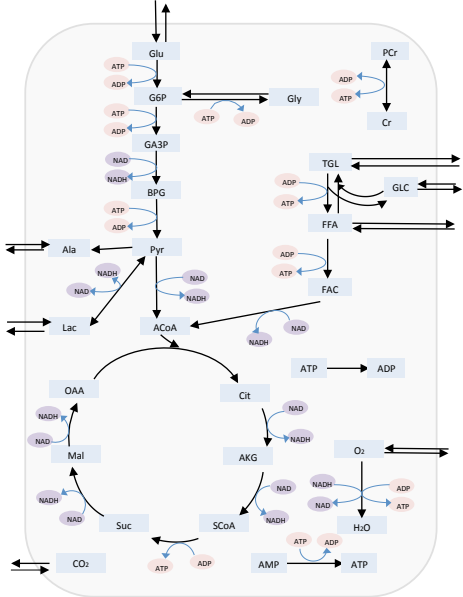 Glu
PCr
ATP
ADP
ADP
ATP
G6P
Gly
ATP
ADP
ATP
ADP
Cr
GA3P
NAD
NADH
TGL
ADP
ATP
GLC
BPG
ATP
ADP
FFA
Ala
Pyr
ADP
ATP
NADH
NAD
NAD
NADH
FAC
Lac
ACoA
NAD
NADH
ATP
ADP
OAA
Cit
NADH
NAD
NAD
NADH
Mal
AKG
O₂
NADH
NAD
NAD
NADH
NADH
NAD
ADP
ATP
Suc
SCoA
H₂O
ATP
ADP
ATP
ADP
CO₂
AMP
ATP